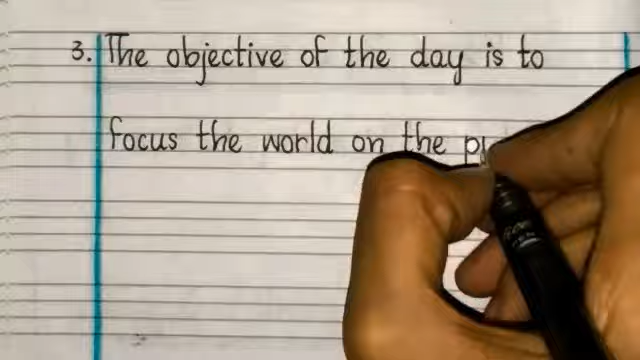 3. The objective of the day is to
focus the world on the